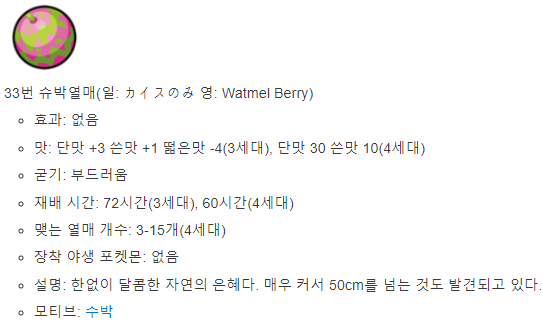 33번 슈박열매(일: カイスのみ 영: Watmel Berry)
효과: 없음
맛: 단맛 +3 쓴맛 +1 떫은맛 -4(3세대), 단맛 30 쓴맛 10(4세대)
굳기: 부드러움
재배 시간: 72시간(3세대), 60시간(4세대)
맺는 열매 개수: 3-15개(4세대)
장착 야생 포켓몬: 없음
설명: 한없이 달콤한 자연의 은혜다. 매우 커서 50cm를 넘는 것도 발견되고 있다.
모티브: 수박